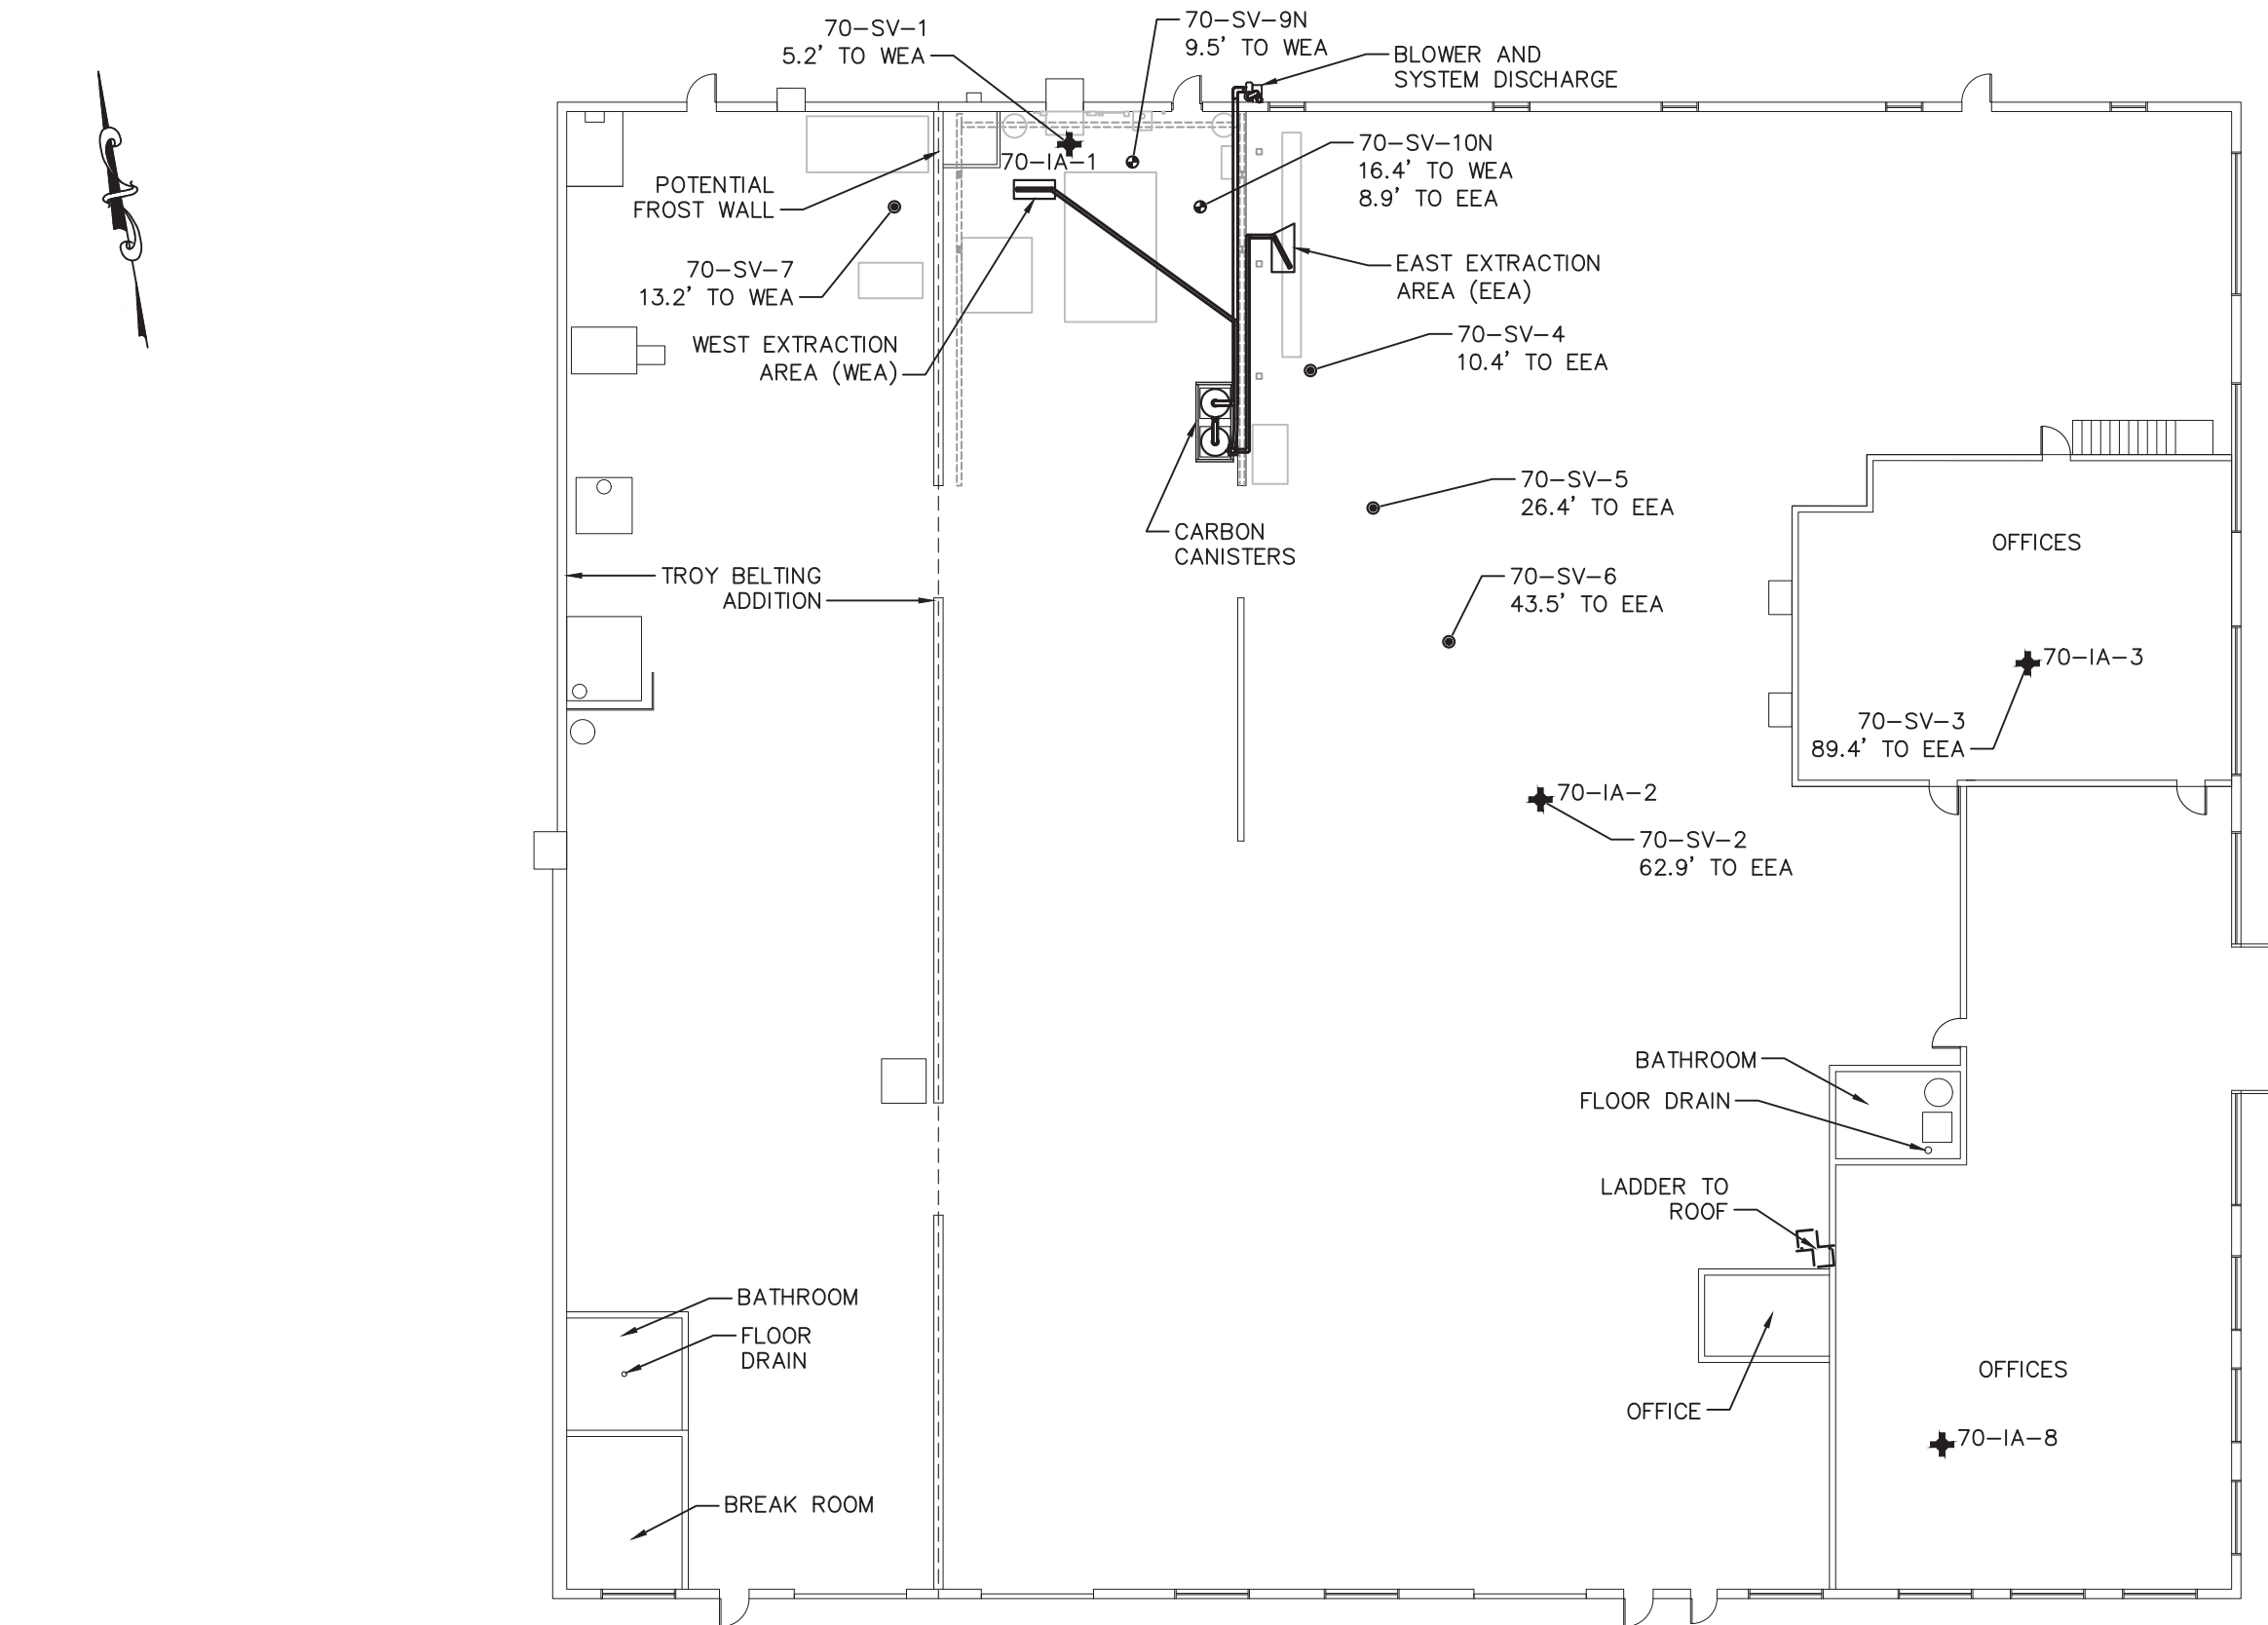 70-SV-1
5.2' TO WEA
70-SV-9N
9.5' TO WEA
BLOWER AND
SYSTEM DISCHARGE
70-IA-1
70-SV-10N
16.4' TO WEA
8.9' TO EEA
POTENTIAL
FROST WALL
70-SV-7
13.2' TO WEA
EAST EXTRACTION
AREA (EEA)
WEST EXTRACTION
AREA (WEA)
70-SV-4
10.4' TO EEA
70-SV-5
26.4' TO EEA
CARBON
CANISTERS
OFFICES
TROY BELTING
ADDITION
70-SV-6
43.5' TO EEA
70-IA-3
70-SV-3
89.4' TO EEA
70-IA-2
70-SV-2
62.9' TO EEA
BATHROOM
FLOOR DRAIN
LADDER TO
ROOF
BATHROOM
FLOOR
DRAIN
OFFICES
OFFICE
70-IA-8
BREAK ROOM